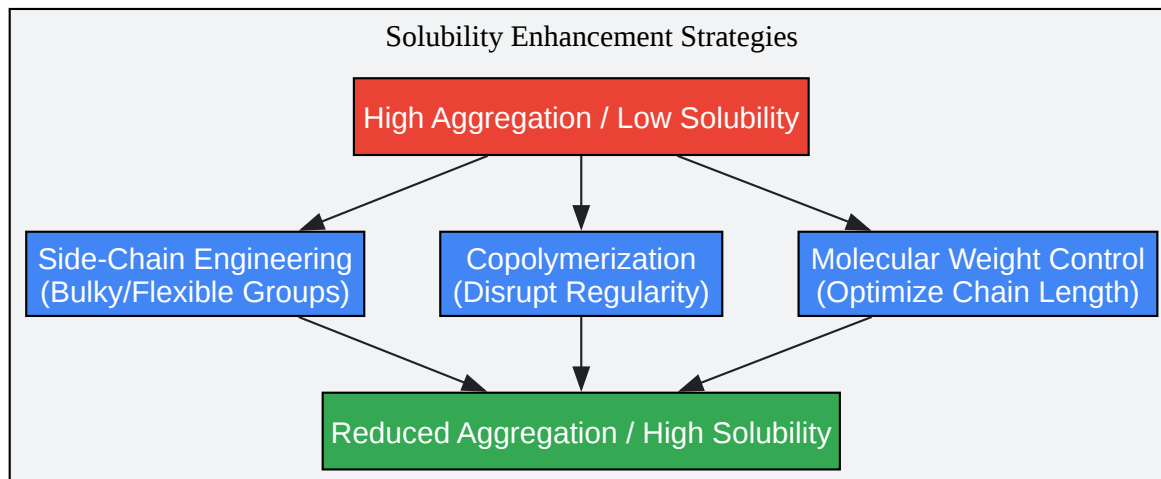 Solubility Enhancement Strategies
High Aggregation / Low Solubility
Side-Chain Engineering
(Bulky/Flexible Groups)
Copolymerization
(Disrupt Regularity)
Molecular Weight Control
(Optimize Chain Length)
Reduced Aggregation / High Solubility